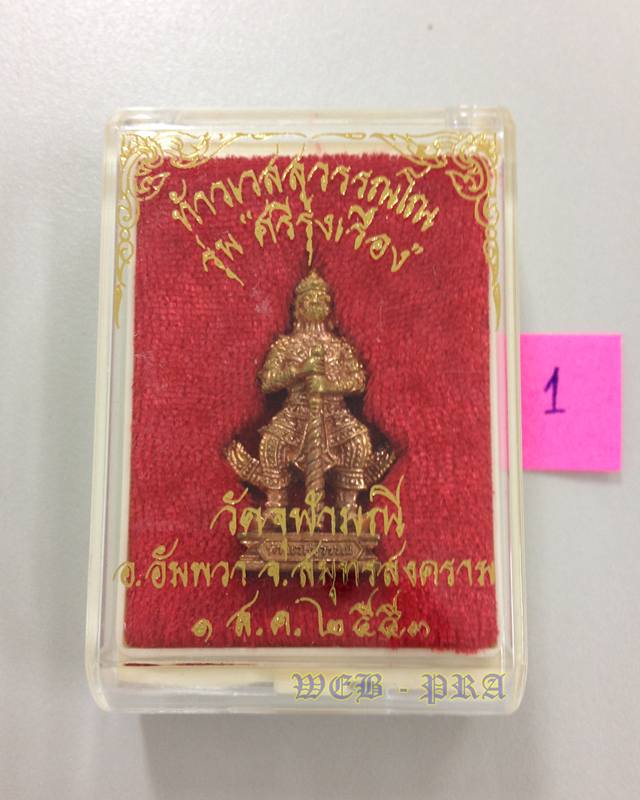 ท้าวเวสสุวรรณโณ
รุ่น "ศรีรุ่งเรือง"
1
วัดจุฬามณี
อ.อัมพวา จ.สมุทรสงคราม
๑ ส.ค. ๒๕๕๓
WEB - PRA